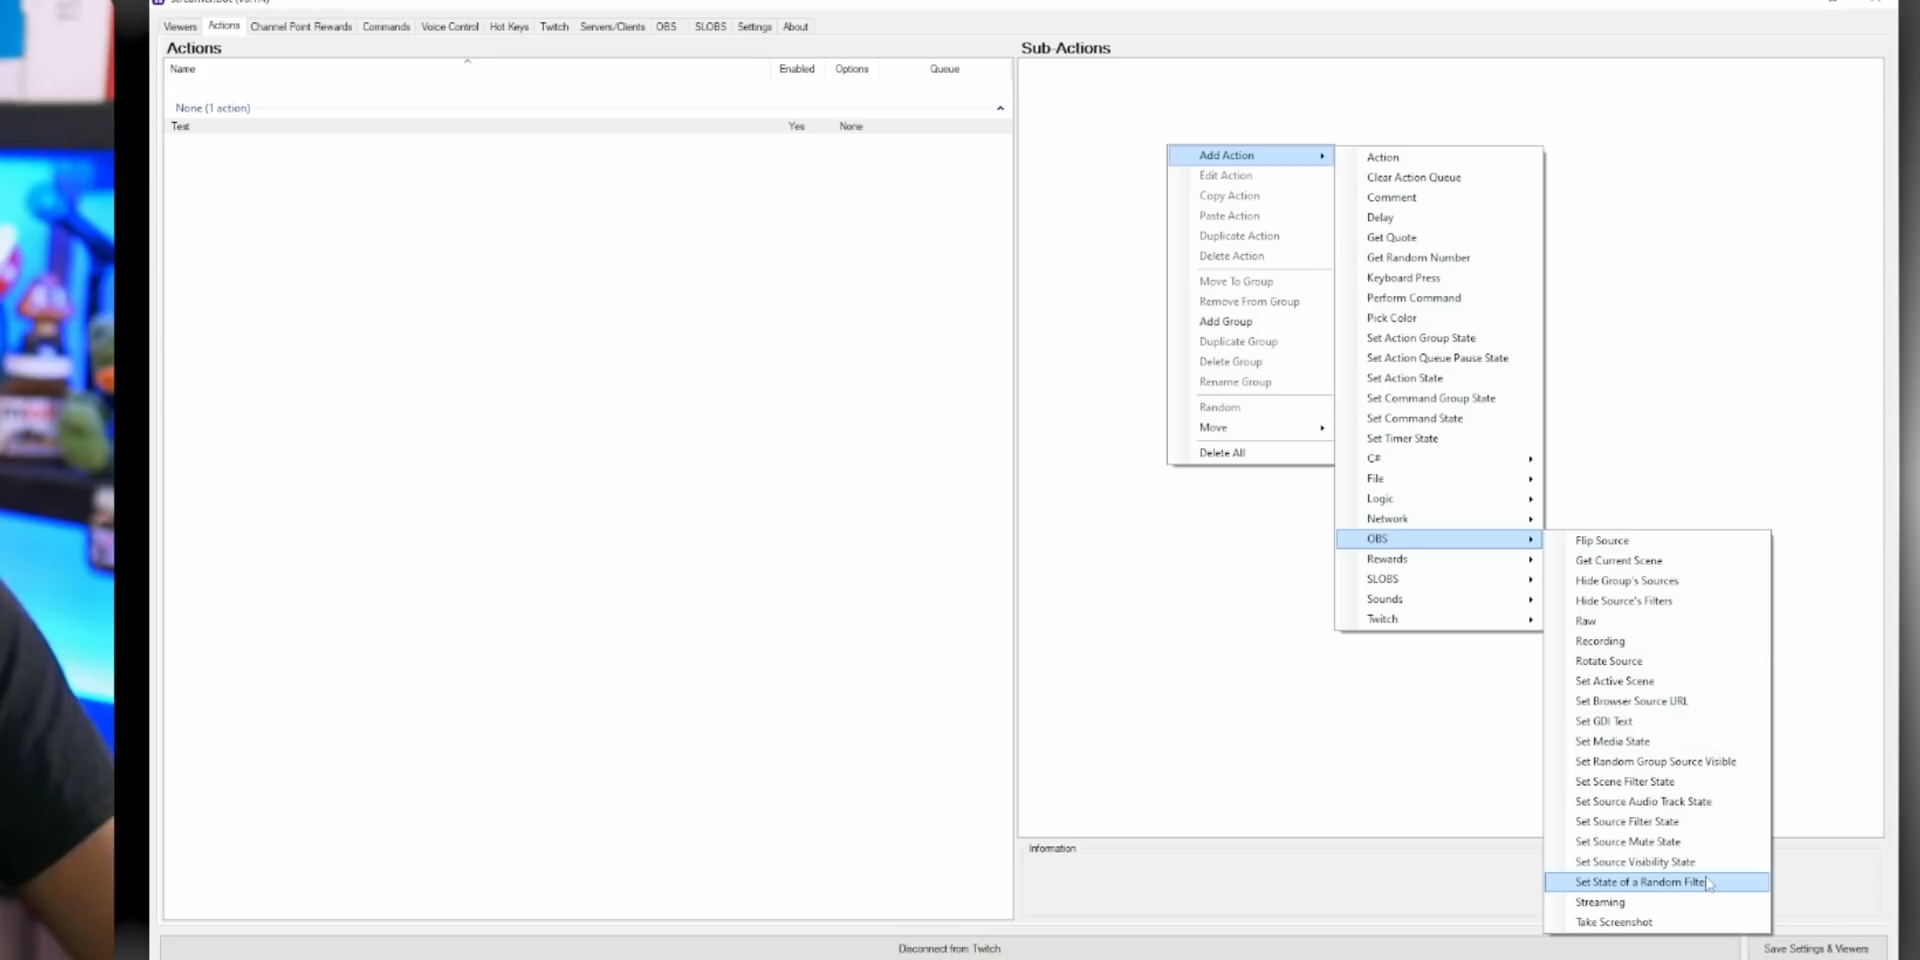 Viewers Actions Channel Point Rewards Commands Voice Control Hot Keys Twitch Servers/Clients OBS SLOBS Settings About
Actions
Name Enabled Options Queue
None (1 action)
Test Yes None
Sub-Actions
Add Action
Edit Action
Copy Action
Paste Action
Duplicate Action
Delete Action
Move To Group
Remove From Group
Add Group
Duplicate Group
Delete Group
Rename Group
Random
Move
Delete All
Action
Clear Action Queue
Comment
Delay
Get Quote
Get Random Number
Keyboard Press
Perform Command
Pick Color
Set Action Group State
Set Action Queue Pause State
Set Action State
Set Command Group State
Set Command State
Set Timer State
C#
File
Logic
Network
OBS
Rewards
SLOBS
Sounds
Twitch
Flip Source
Get Current Scene
Hide Group's Sources
Hide Source's Filters
Raw
Recording
Rotate Source
Set Active Scene
Set Browser Source URL
Set GDI Text
Set Media State
Set Random Group Source Visible
Set Scene Filter State
Set Source Audio Track State
Set Source Filter State
Set Source Mute State
Set Source Visibility State
Set State of a Random Filter
Streaming
Take Screenshot
Information
Disconnect from Twitch
Save Settings & Viewers